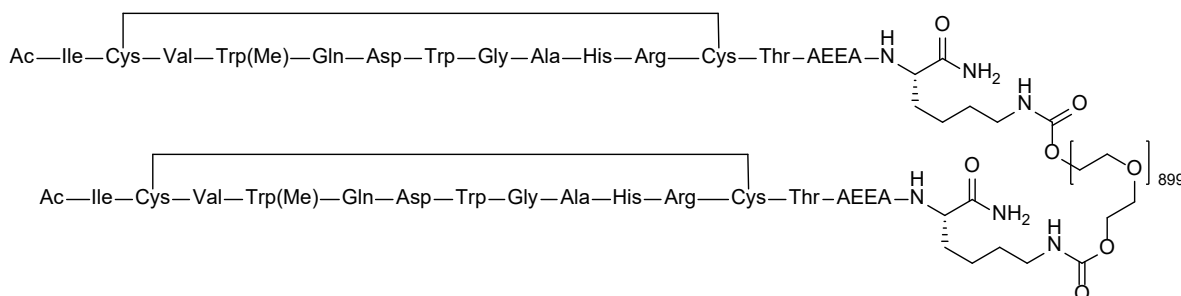 Ac—Ile—Cys—Val—Trp(Me)—Gln—Asp—Trp—Gly—Ala—His—Arg—Cys—Thr—AEEA—N H O NH2
H N O
O O 899
Ac—Ile—Cys—Val—Trp(Me)—Gln—Asp—Trp—Gly—Ala—His—Arg—Cys—Thr—AEEA—N H O NH2
H N O
O